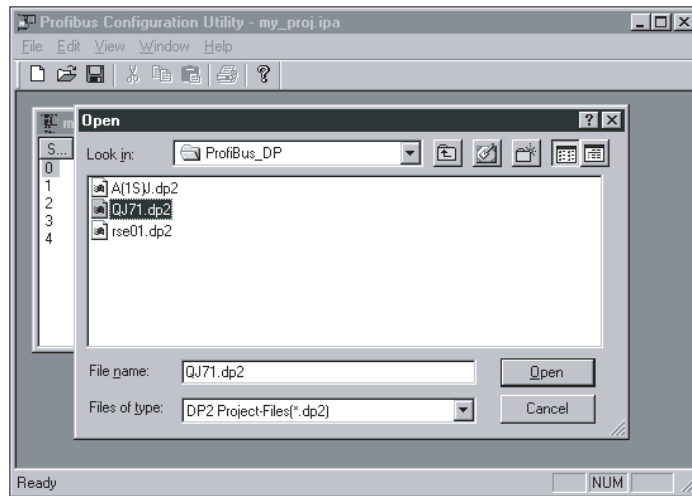 Profibus Configuration Utility - my_proj.ipa
File Edit View Window Help
m
Open
S...
Look in: ProfiBus_DP
0
1
2
3
4
A(1S)J.dp2
QJ71.dp2
rse01.dp2
File name: QJ71.dp2 Open
Files of type: DP2 Project-Files(*.dp2) Cancel
Ready NUM